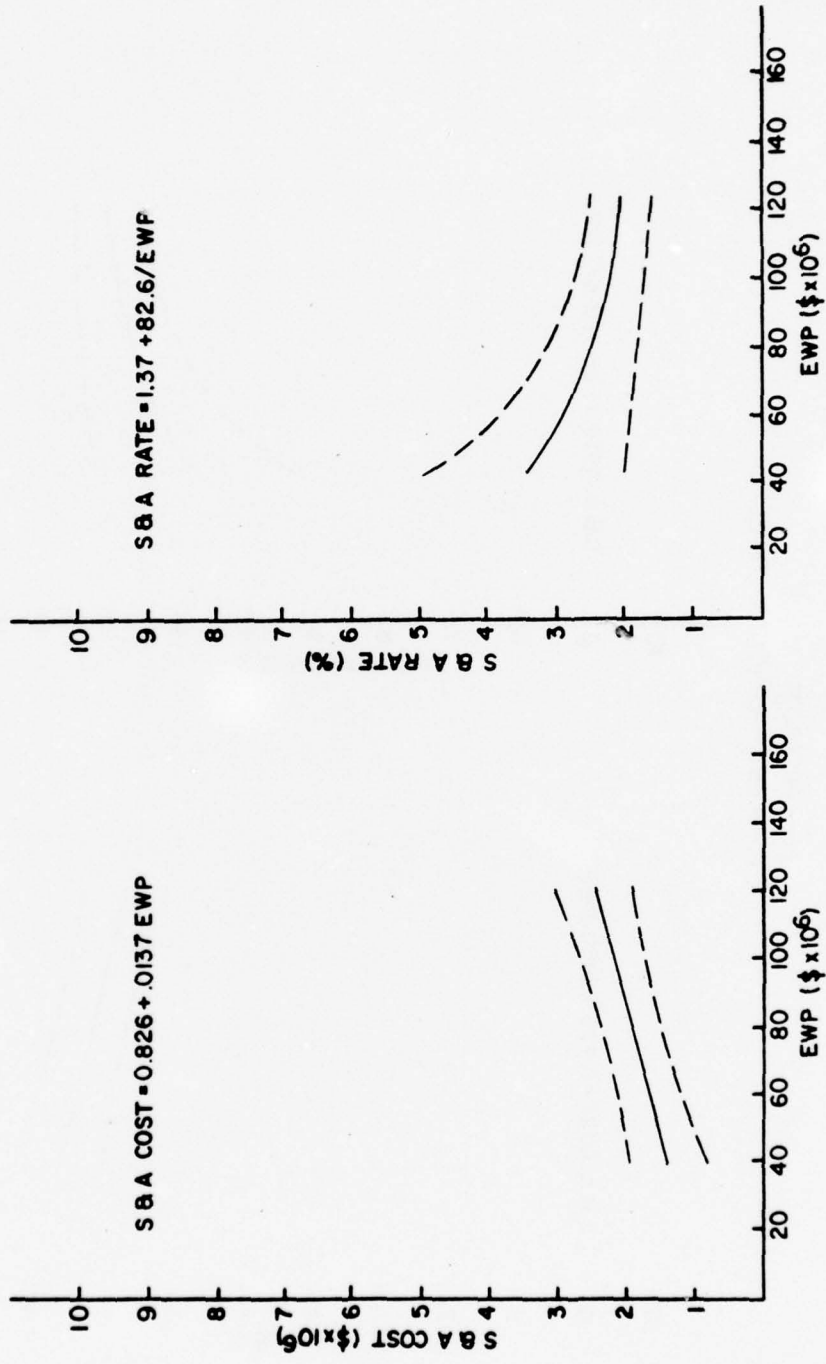 S & A COST = 0.826 + .0137 EWP
10
9
8
7
6
5
4
3
2
1
S & A COST ($x10⁶)
20 40 60 80 100 120 140 160
EWP ($x10⁶)
S & A RATE = 1.37 + 82.6/EWP
10
9
8
7
6
5
4
3
2
1
S & A RATE (%)
20 40 60 80 100 120 140 160
EWP ($x10⁶)